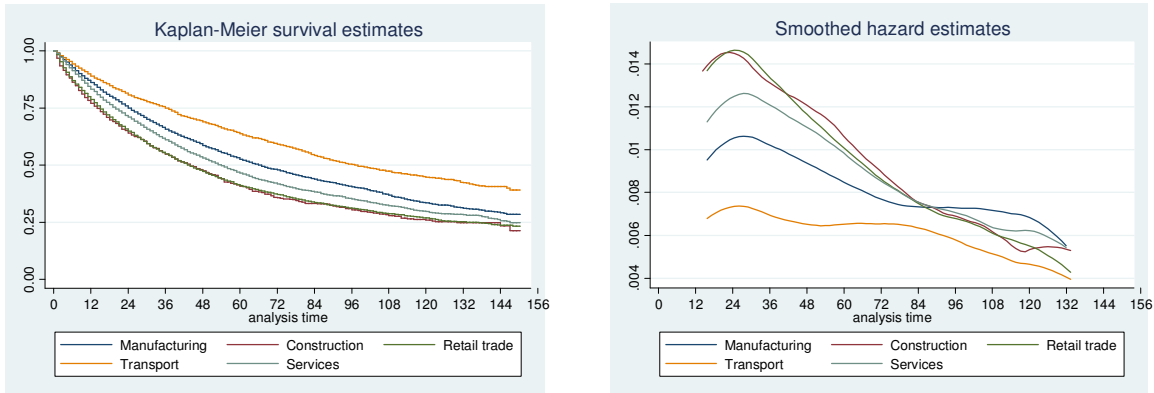 Kaplan-Meier survival estimates
1.00
0.75
0.50
0.25
0.00
0 12 24 36 48 60 72 84 96 108 120 132 144 156
analysis time
Manufacturing Construction Retail trade
Transport Services
Smoothed hazard estimates
.014
.012
.01
.008
.006
.004
0 12 24 36 48 60 72 84 96 108 120 132 144 156
analysis time
Manufacturing Construction Retail trade
Transport Services